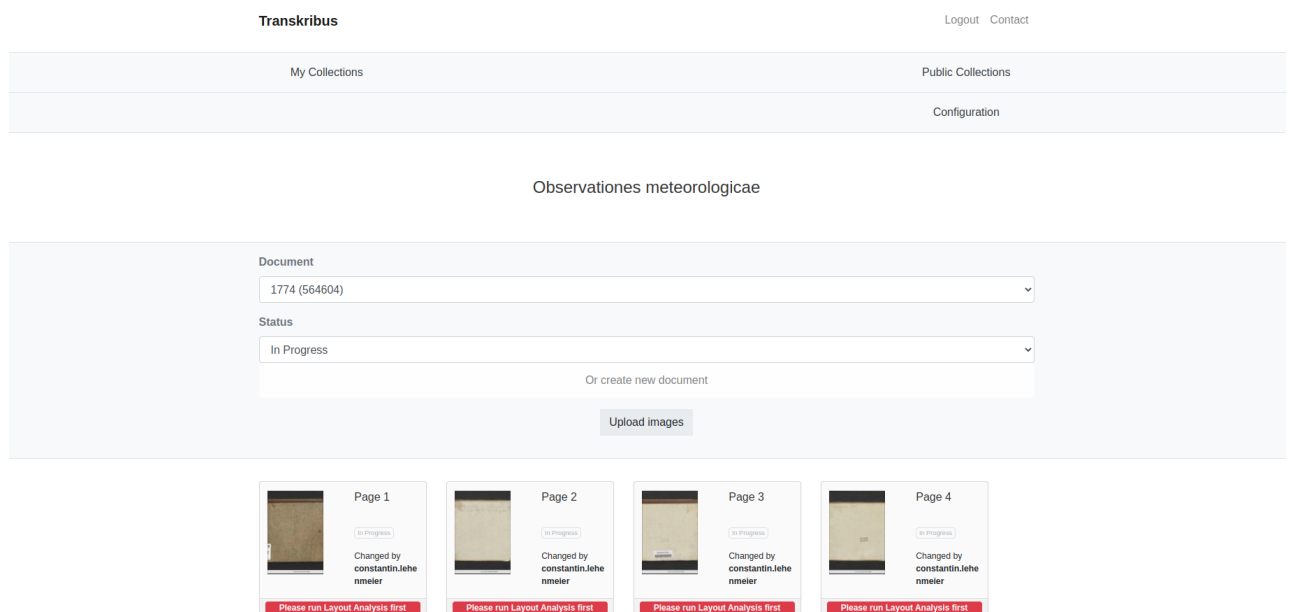 Transkribus
Logout Contact
My Collections
Public Collections
Configuration
Observationes meteorologicae
Document
1774 (564604)
Status
In Progress
Or create new document
Upload images
Page 1
In Progress
Changed by
constantin.lehe
nmeier
Please run Layout Analysis first
Page 2
In Progress
Changed by
constantin.lehe
nmeier
Please run Layout Analysis first
Page 3
In Progress
Changed by
constantin.lehe
nmeier
Please run Layout Analysis first
Page 4
In Progress
Changed by
constantin.lehe
nmeier
Please run Layout Analysis first